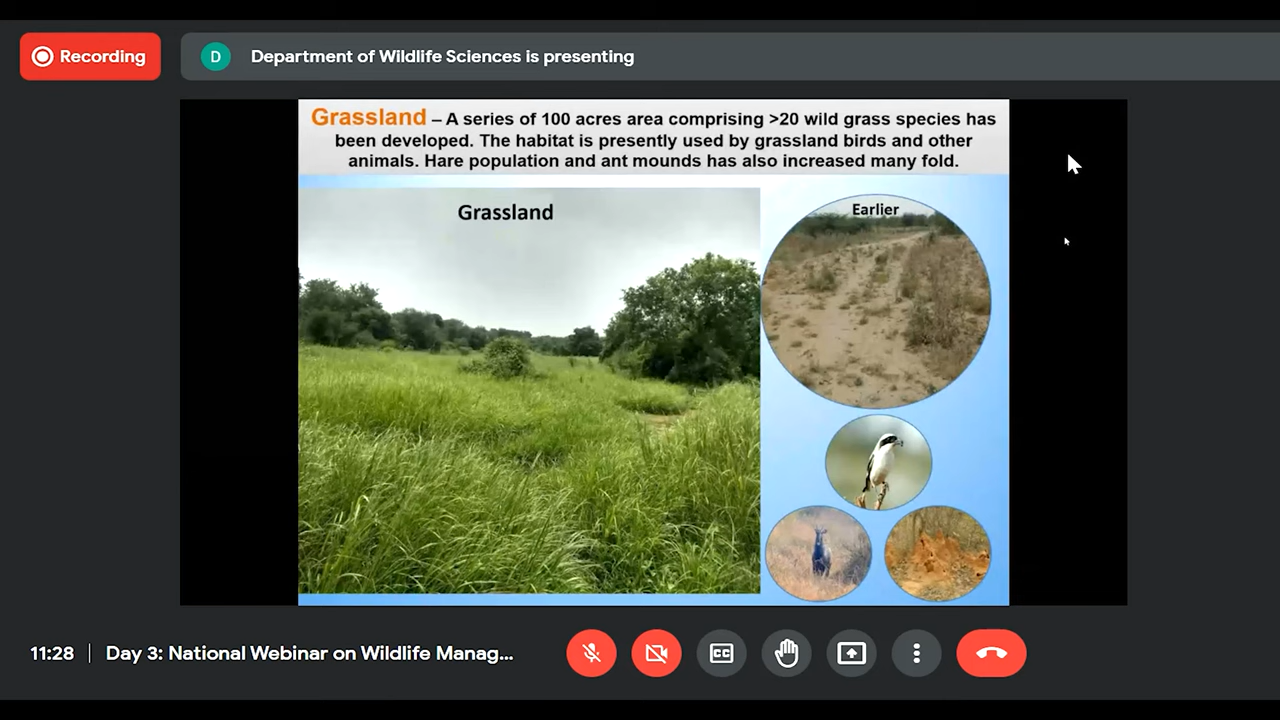 Recording
D
Department of Wildlife Sciences is presenting
Grassland – A series of 100 acres area comprising >20 wild grass species has
been developed. The habitat is presently used by grassland birds and other
animals. Hare population and ant mounds has also increased many fold.
Grassland
Earlier
11:28
Day 3: National Webinar on Wildlife Manag...
CC